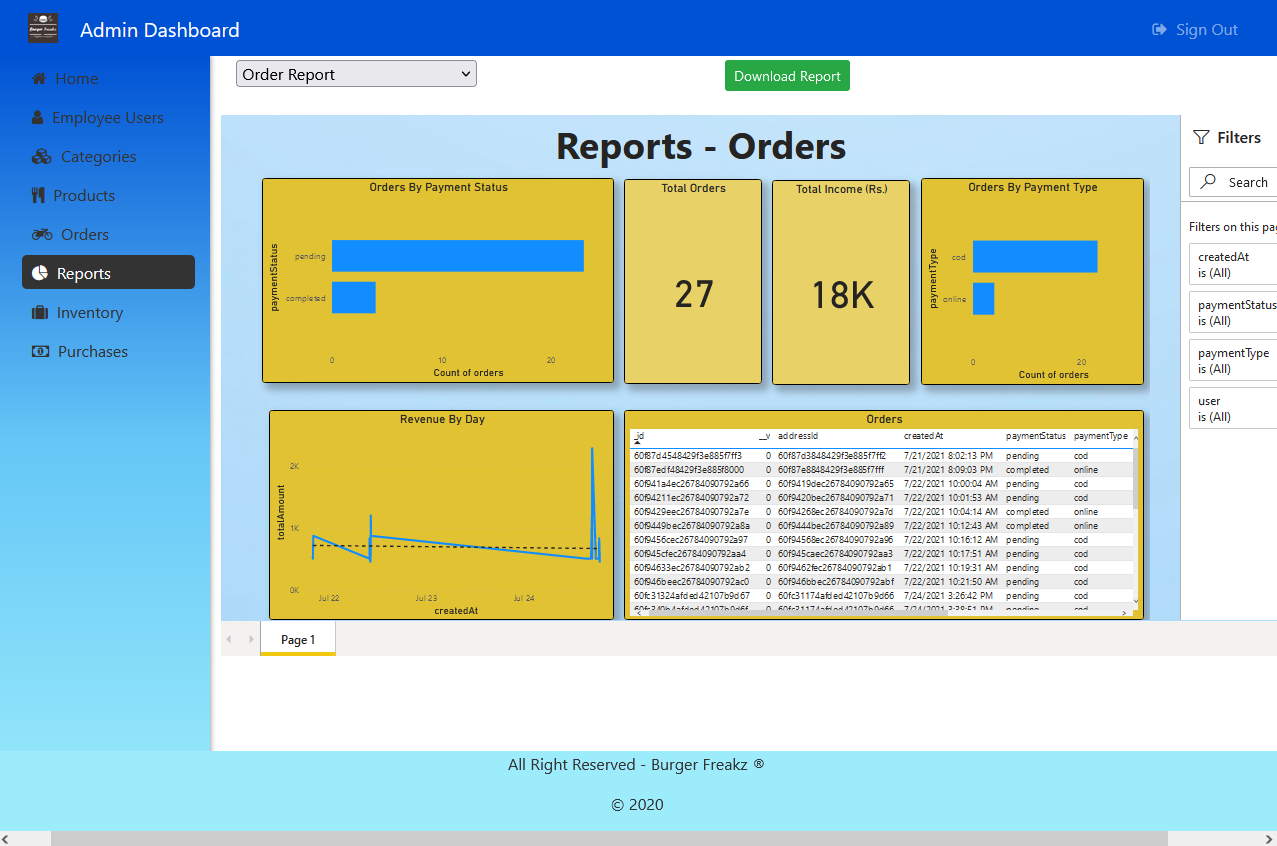 Burger Freakz
Admin Dashboard
Sign Out
Home
Employee Users
Categories
Products
Orders
Reports
Inventory
Purchases
Order Report
Download Report
Reports - Orders
Orders By Payment Status
paymentStatus
pending
completed
0 10 20
Count of orders
Total Orders
27
Total Income (Rs.)
18K
Orders By Payment Type
paymentType
cod
online
0 20
Count of orders
Revenue By Day
totalAmount
2K
1K
0K
Jul 22 Jul 23 Jul 24
createdAt
Orders
_id __v addressId createdAt paymentStatus paymentType
60f87d4548429f3e885f7ff3 0 60f87d3848429f3e885f7ff2 7/21/2021 8:02:13 PM pending cod
60f87edf48429f3e885f8000 0 60f87e8848429f3e885f7fff 7/21/2021 8:09:03 PM completed online
60f941a4ec26784090792a66 0 60f9419dec26784090792a65 7/22/2021 10:00:04 AM pending cod
60f94211ec26784090792a72 0 60f9420bec26784090792a71 7/22/2021 10:01:53 AM pending cod
60f9429eec26784090792a7e 0 60f94268ec26784090792a7d 7/22/2021 10:04:14 AM completed online
60f9449bec26784090792a8a 0 60f9444bec26784090792a89 7/22/2021 10:12:43 AM completed online
60f9456cec26784090792a97 0 60f94568ec26784090792a96 7/22/2021 10:16:12 AM pending cod
60f945cfec26784090792aa4 0 60f945caec26784090792aa3 7/22/2021 10:17:51 AM pending cod
60f94633ec26784090792ab2 0 60f9462fec26784090792ab1 7/22/2021 10:19:31 AM pending cod
60f946beec26784090792ac0 0 60f946bbec26784090792abf 7/22/2021 10:21:50 AM pending cod
60fc31324afded42107b9d67 0 60fc31174afded42107b9d66 7/24/2021 3:26:42 PM pending cod
60fc340b4afded42107b9d6f 0 60fc31174afded42107b9d66 7/24/2021 3:38:51 PM pending cod
Filters
Search
Filters on this pag
createdAt
is (All)
paymentStatus
is (All)
paymentType
is (All)
user
is (All)
Page 1
All Right Reserved - Burger Freakz ®
© 2020